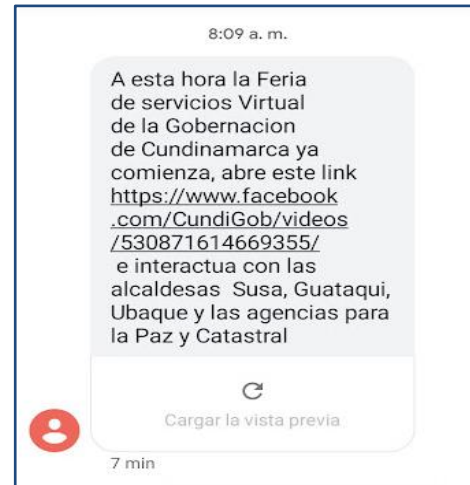 8:09 a. m.
A esta hora la Feria
de servicios Virtual
de la Gobernacion
de Cundinamarca ya
comienza, abre este link
https://www.facebook
.com/CundiGob/videos
/530871614669355/
e interactua con las
alcaldesas  Susa, Guataqui,
Ubaque y las agencias para
la Paz y Catastral
Cargar la vista previa
7 min